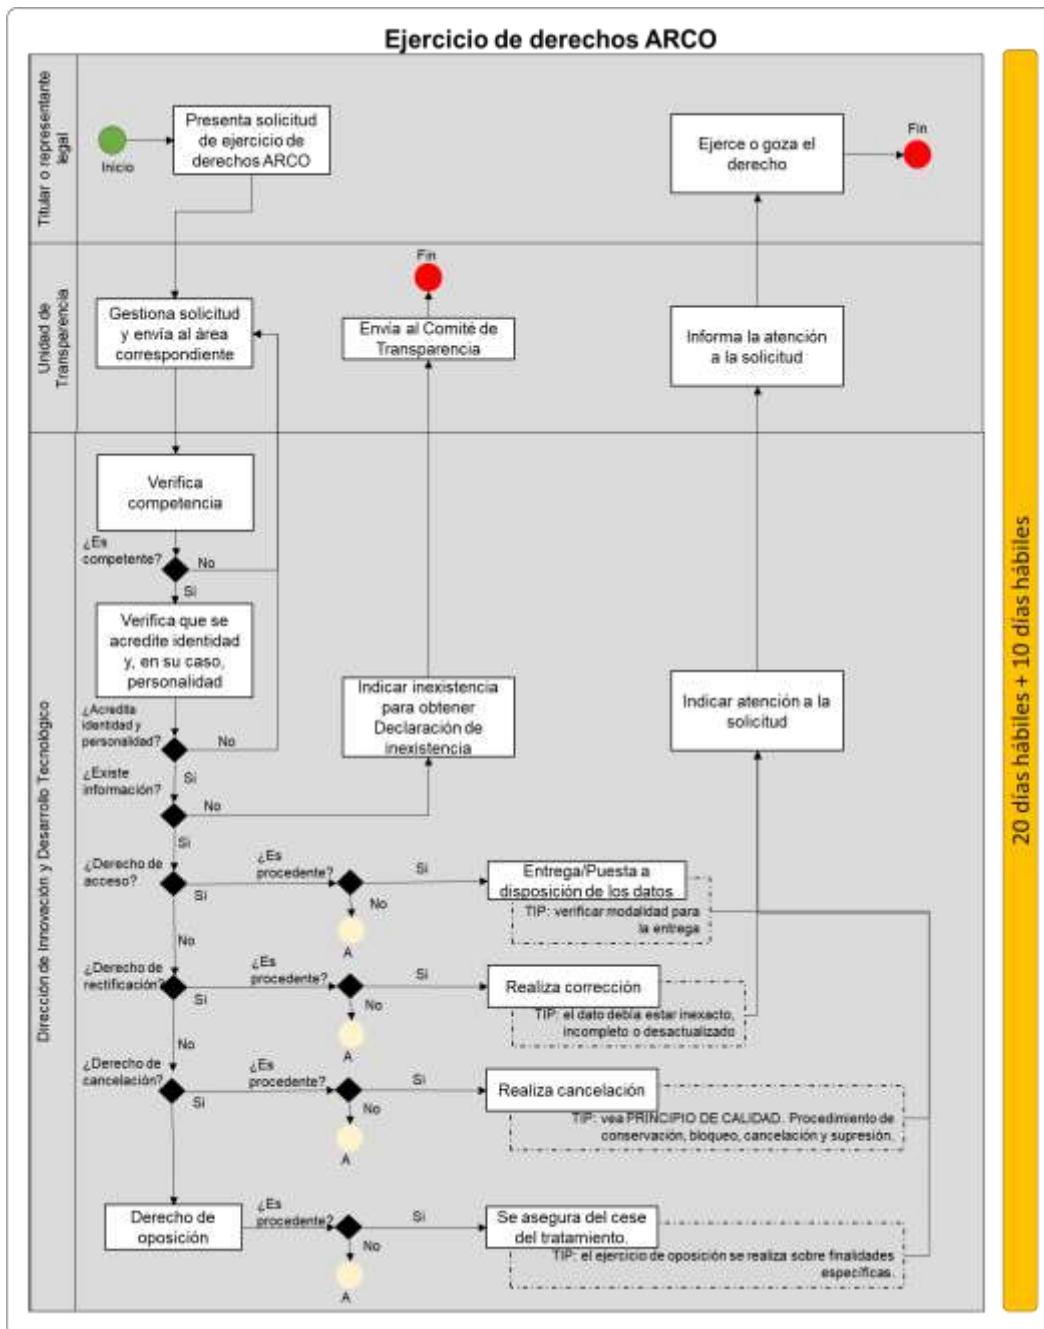 Ejercicio de derechos ARCO
Titular o representante
legal
Inicio
Presenta solicitud
de ejercicio de
derechos ARCO
Ejerce o goza el
derecho
Fin
Unidad de
Transparencia
Gestiona solicitud
y envía al área
correspondiente
Fin
Envía al Comité de
Transparencia
Informa la atención
a la solicitud
Dirección de Innovación y Desarrollo Tecnológico
Verifica
competencia
¿Es
competente?
No
Si
Verifica que se
acredite identidad
y, en su caso,
personalidad
¿Acredita
identidad y
personalidad?
No
Si
Indicar inexistencia
para obtener
Declaración de
inexistencia
Indicar atención a la
solicitud
¿Existe
información?
No
Si
¿Derecho de
acceso?
Si
No
¿Es
procedente?
Si
No
A
Entrega/Puesta a
disposición de los datos
TIP: verificar modalidad para
la entrega
¿Derecho de
rectificación?
Si
No
¿Es
procedente?
Si
No
A
Realiza corrección
TIP: el dato debía estar inexacto,
incompleto o desactualizado
¿Derecho de
cancelación?
Si
No
¿Es
procedente?
Si
No
A
Realiza cancelación
TIP: vea PRINCIPIO DE CALIDAD. Procedimiento de
conservación, bloqueo, cancelación y supresión.
Derecho de
oposición
¿Es
procedente?
Si
No
A
Se asegura del cese
del tratamiento.
TIP: el ejercicio de oposición se realiza sobre finalidades
específicas.
20 días hábiles + 10 días hábiles